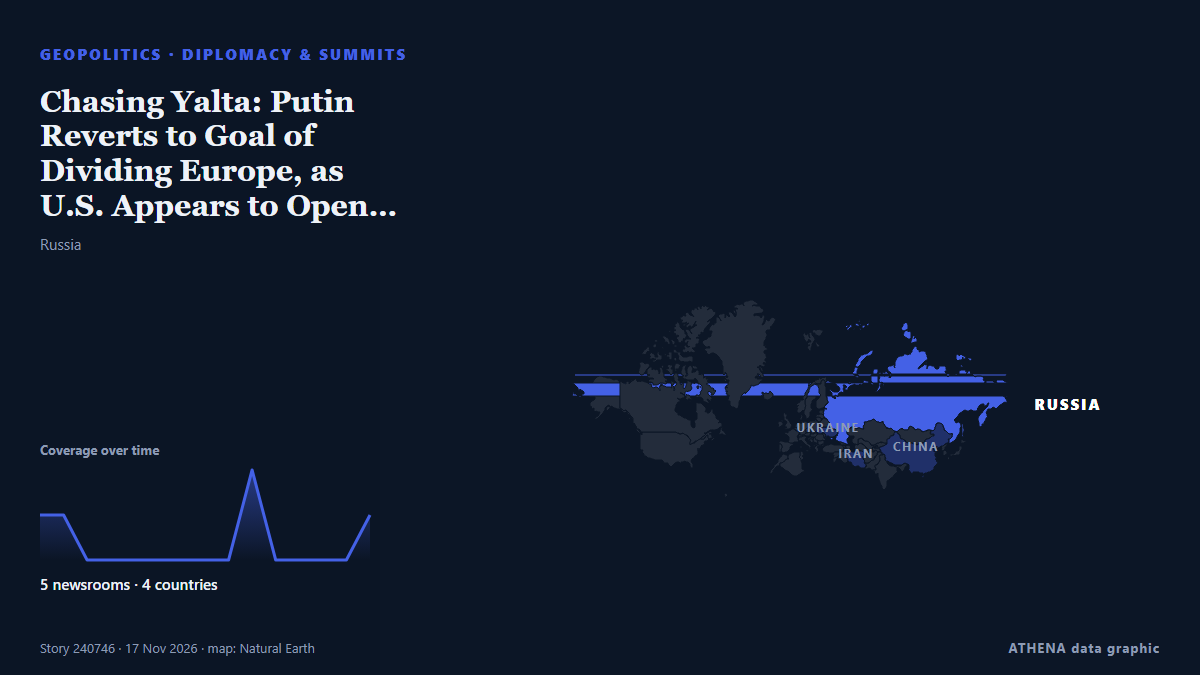 GEOPOLITICS · DIPLOMACY & SUMMITS
Chasing Yalta: Putin
Reverts to Goal of
Dividing Europe, as
U.S. Appears to Open...
Russia
RUSSIA
UKRAINE
CHINA
IRAN
Coverage over time
5 newsrooms · 4 countries
Story 240746 · 17 Nov 2026 · map: Natural Earth
ATHENA data graphic